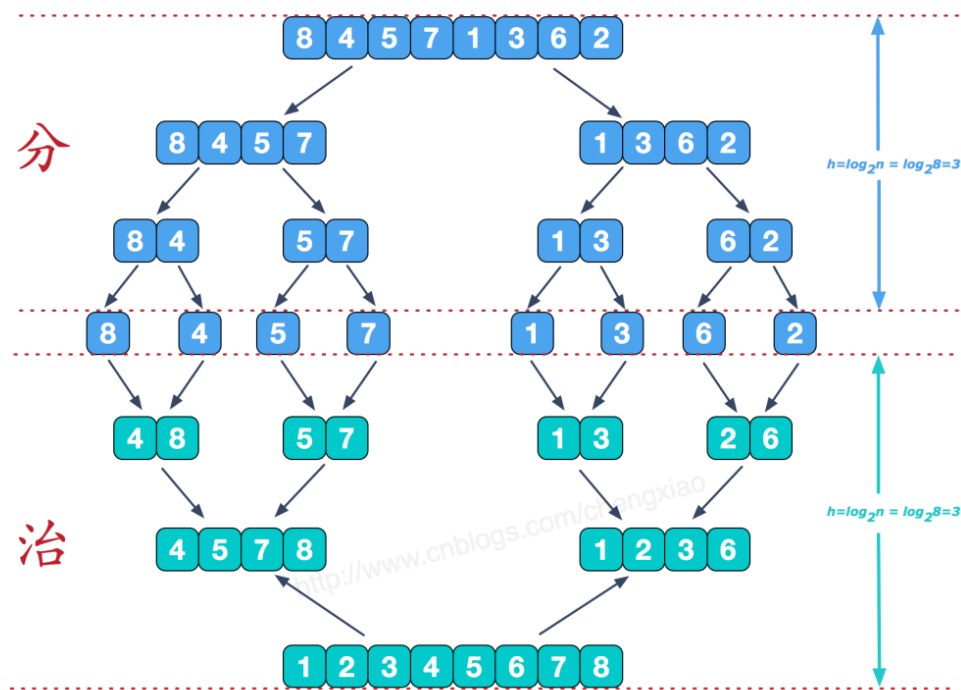 8 4 5 7 1 3 6 2
分
8 4 5 7 1 3 6 2
h=log2n = log28=3
8 4 5 7 1 3 6 2
8 4 5 7 1 3 6 2
4 8 5 7 1 3 2 6
h=log2n = log28=3
治
4 5 7 8 1 2 3 6
http://www.cnblogs.com/chengxiao
1 2 3 4 5 6 7 8